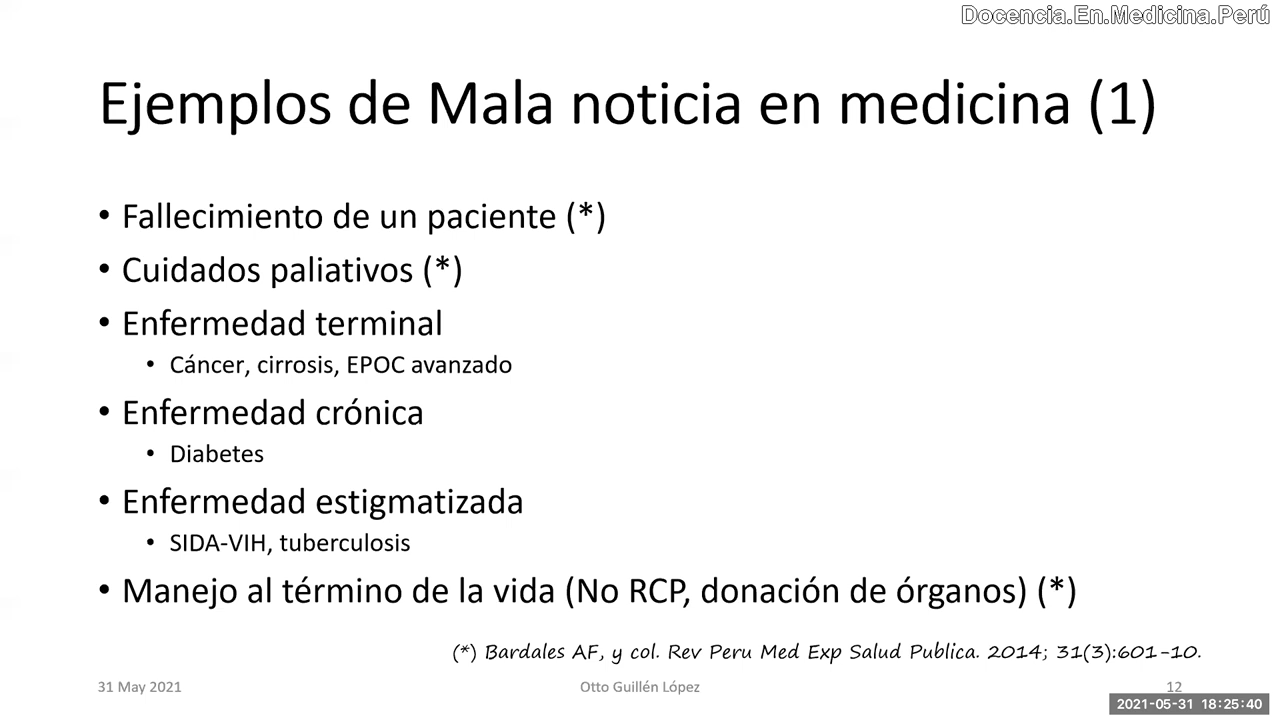 Docencia.En.Medicina.Perú
Ejemplos de Mala noticia en medicina (1)
• Fallecimiento de un paciente (*)
• Cuidados paliativos (*)
• Enfermedad terminal
• Cáncer, cirrosis, EPOC avanzado
• Enfermedad crónica
• Diabetes
• Enfermedad estigmatizada
• SIDA-VIH, tuberculosis
• Manejo al término de la vida (No RCP, donación de órganos) (*)
(*) Bardales AF, y col. Rev Peru Med Exp Salud Publica. 2014; 31(3):601-10.
31 May 2021
Otto Guillén López
12
2021-05-31 18:25:40